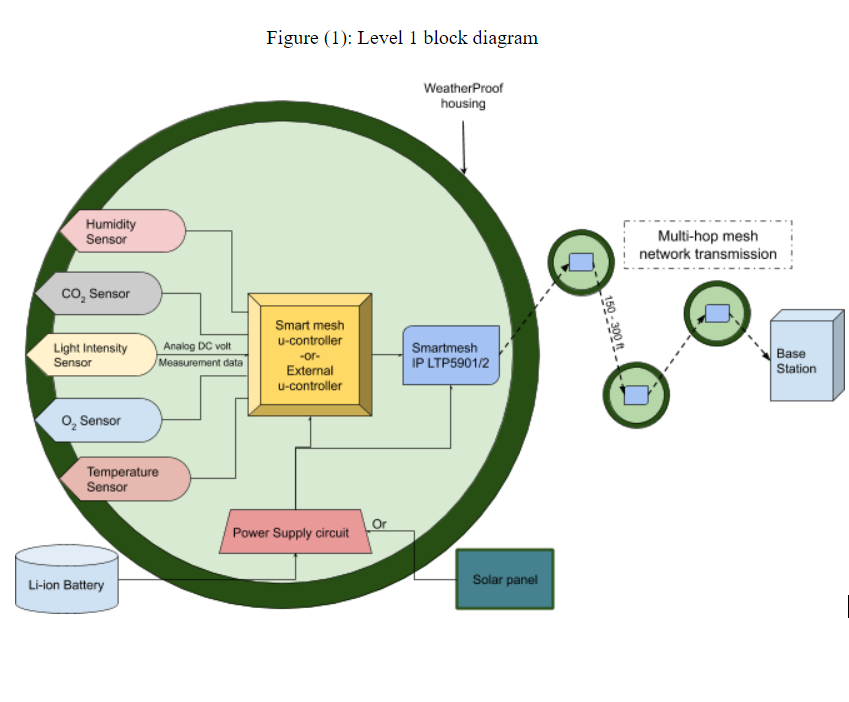 Figure (1): Level 1 block diagram
WeatherProof
housing
Humidity
Sensor
CO₂ Sensor
Light Intensity
Sensor
Analog DC volt
Measurement data
O₂ Sensor
Temperature
Sensor
Smart mesh
u-controller
-or-
External
u-controller
Smartmesh
IP LTP5901/2
Multi-hop mesh
network transmission
150 - 300 ft
Base
Station
Power Supply circuit
Or
Li-ion Battery
Solar panel